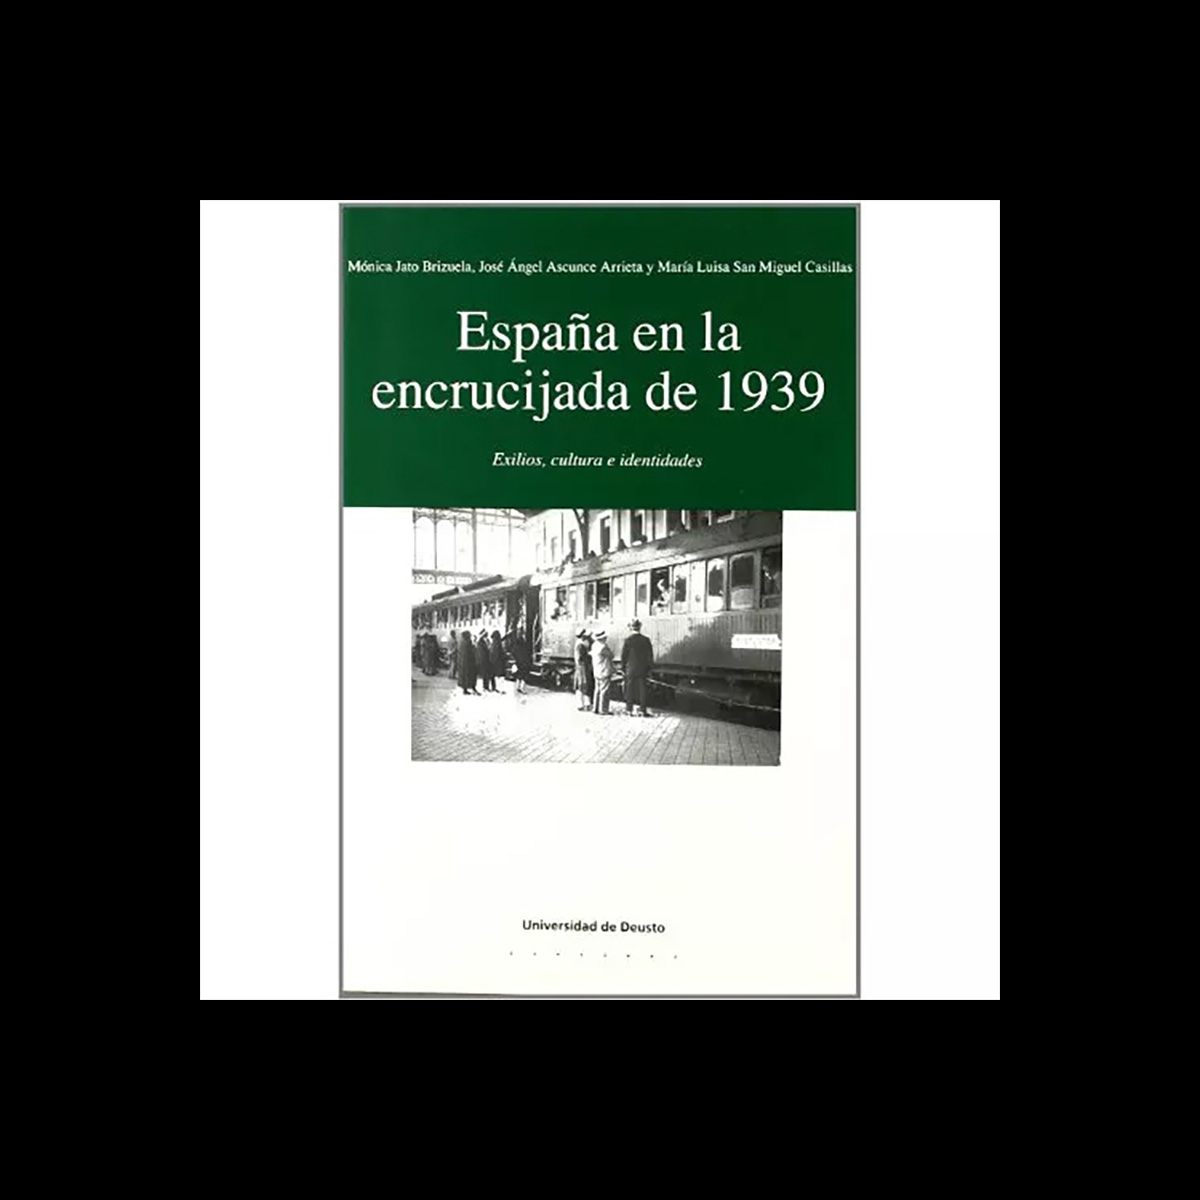 Mónica Jato Brizuela, José Ángel Ascunce Arrieta y María Luisa San Miguel Casillas
España en la
encrucijada de 1939
Exilios, cultura e identidades
Universidad de Deusto